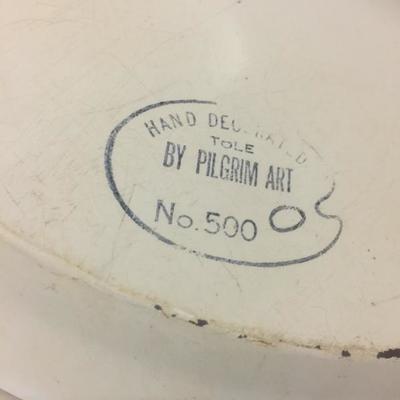 HAND DECORATED
TOLE
BY PILGRIM ART
No. 500